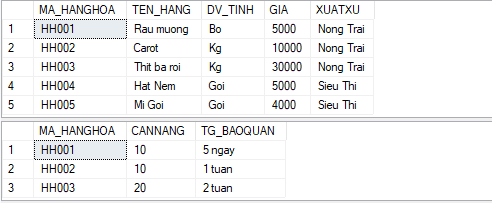 MA_HANGHOA TEN_HANG DV_TINH GIA XUATXU
1 HH001 Rau muong Bo 5000 Nong Trai
2 HH002 Carot Kg 10000 Nong Trai
3 HH003 Thit ba roi Kg 30000 Nong Trai
4 HH004 Hat Nem Goi 5000 Sieu Thi
5 HH005 Mi Goi Goi 4000 Sieu Thi
MA_HANGHOA CANNANG TG_BAOQUAN
1 HH001 10 5 ngay
2 HH002 10 1 tuan
3 HH003 20 2 tuan